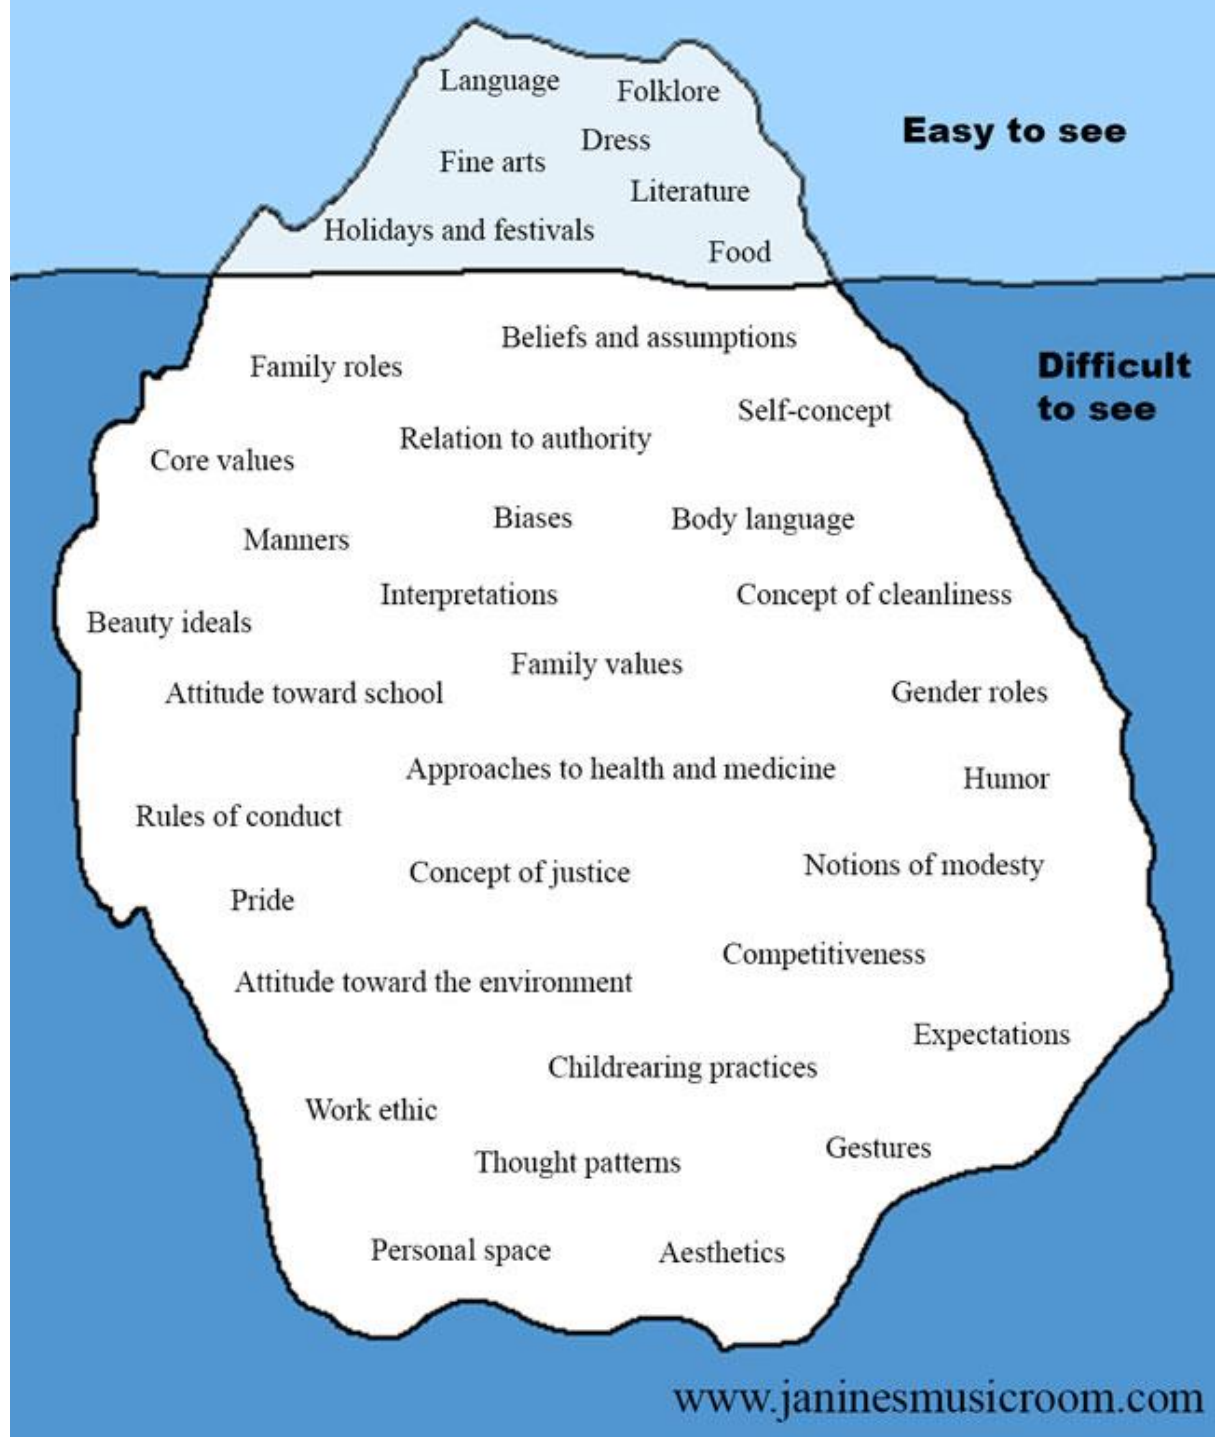 Language
Folklore
Easy to see
Dress
Fine arts
Literature
Holidays and festivals
Food
Beliefs and assumptions
Family roles
Difficult
to see
Self-concept
Relation to authority
Core values
Biases
Body language
Manners
Interpretations
Concept of cleanliness
Beauty ideals
Family values
Attitude toward school
Gender roles
Approaches to health and medicine
Humor
Rules of conduct
Notions of modesty
Concept of justice
Pride
Competitiveness
Attitude toward the environment
Expectations
Childrearing practices
Work ethic
Gestures
Thought patterns
Personal space
Aesthetics
www.janinesmusicroom.com